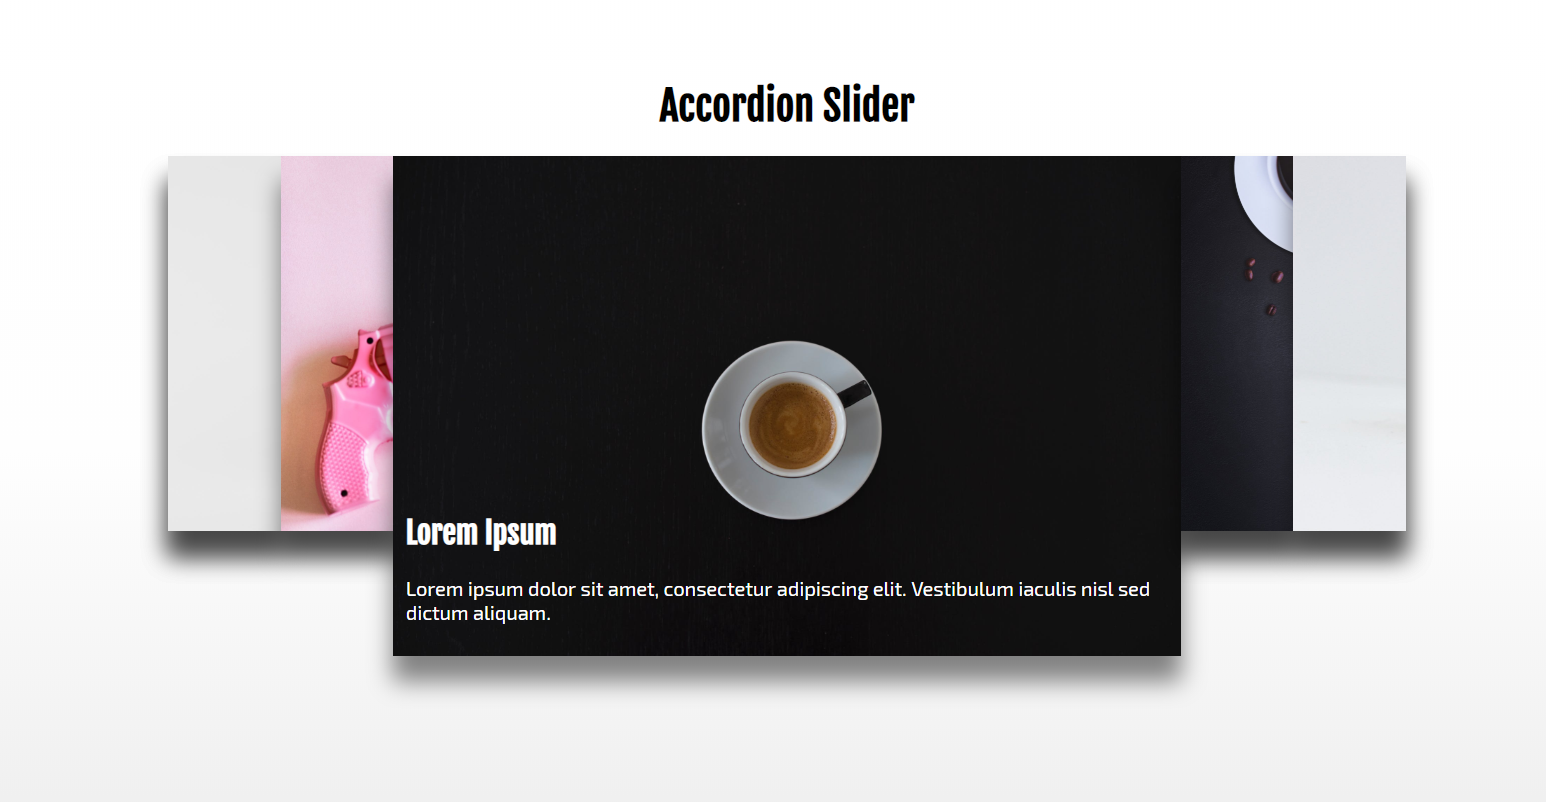 Accordion Slider
Lorem Ipsum
Lorem ipsum dolor sit amet, consectetur adipiscing elit. Vestibulum iaculis nisl sed
dictum aliquam.